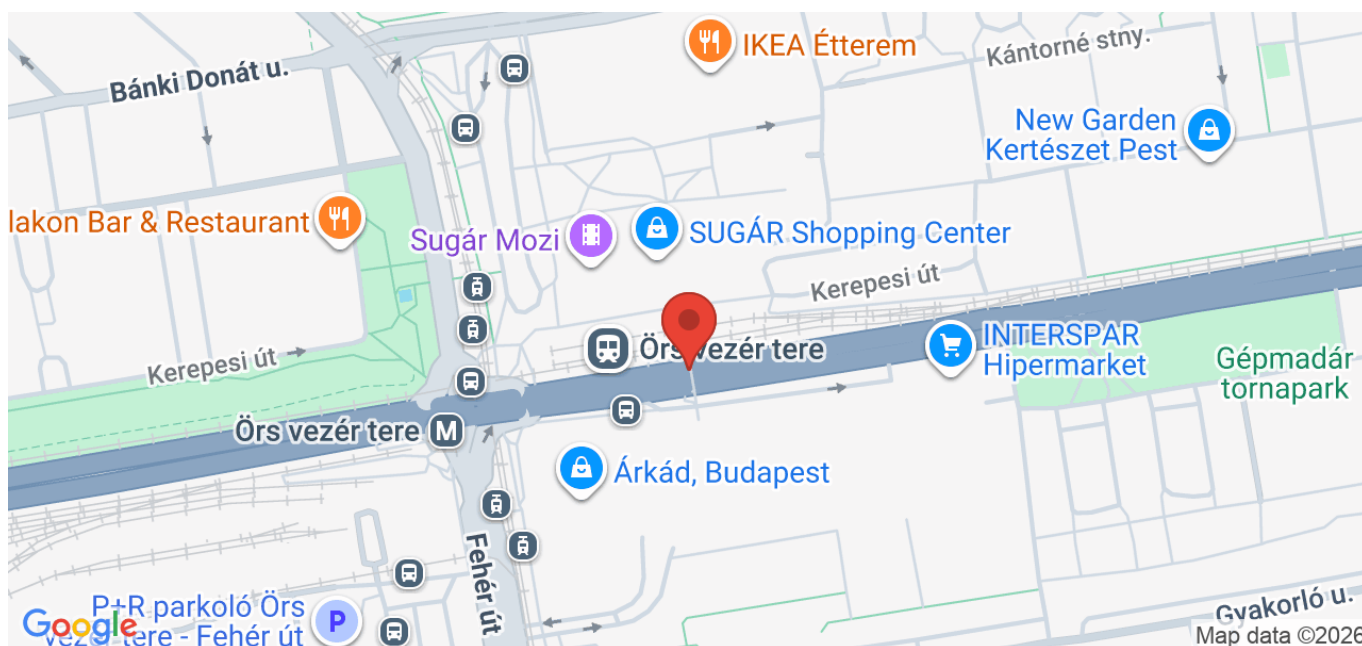 IKEA Étterem
Kántorné stny.
Bánki Donát u.
New Garden
Kertészet Pest
lakon Bar & Restaurant
Sugár Mozi
SUGÁR Shopping Center
Kerepesi út
Örs vezér tere
INTERSPAR
Hipermarket
Kerepesi út
Gépmadár
tornapark
Örs vezér tere M
Árkád, Budapest
Fehér út
P+R parkoló Örs
vezér tere - Fehér út
P
Google
Gyakorló u.
Map data ©2026